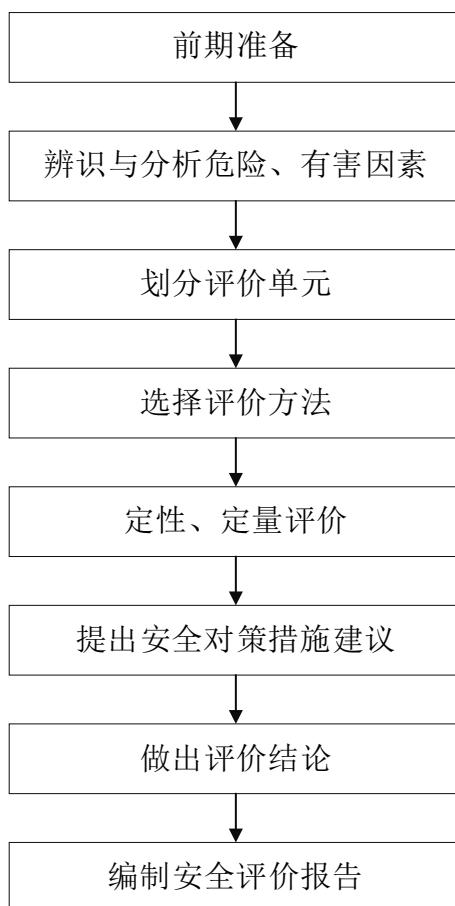 前期准备
辨识与分析危险、有害因素
划分评价单元
选择评价方法
定性、定量评价
提出安全对策措施建议
做出评价结论
编制安全评价报告